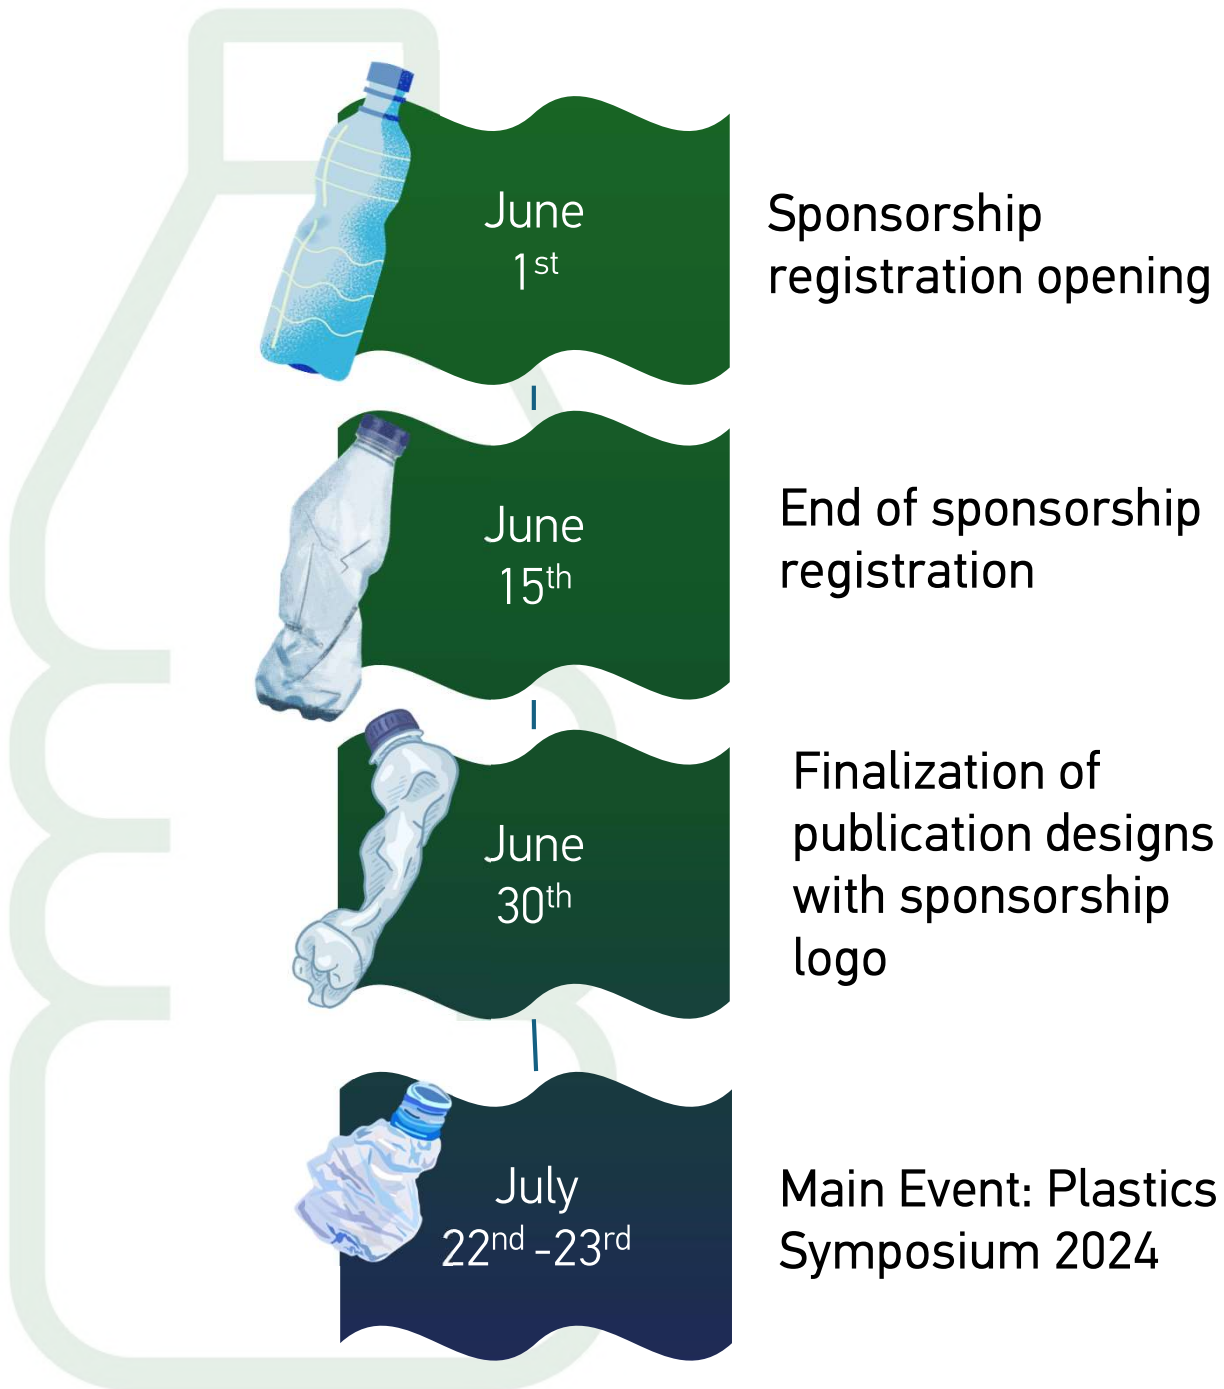 June
1st
Sponsorship
registration opening
June
15th
End of sponsorship
registration
June
30th
Finalization of
publication designs
with sponsorship
logo
July
22nd -23rd
Main Event: Plastics
Symposium 2024